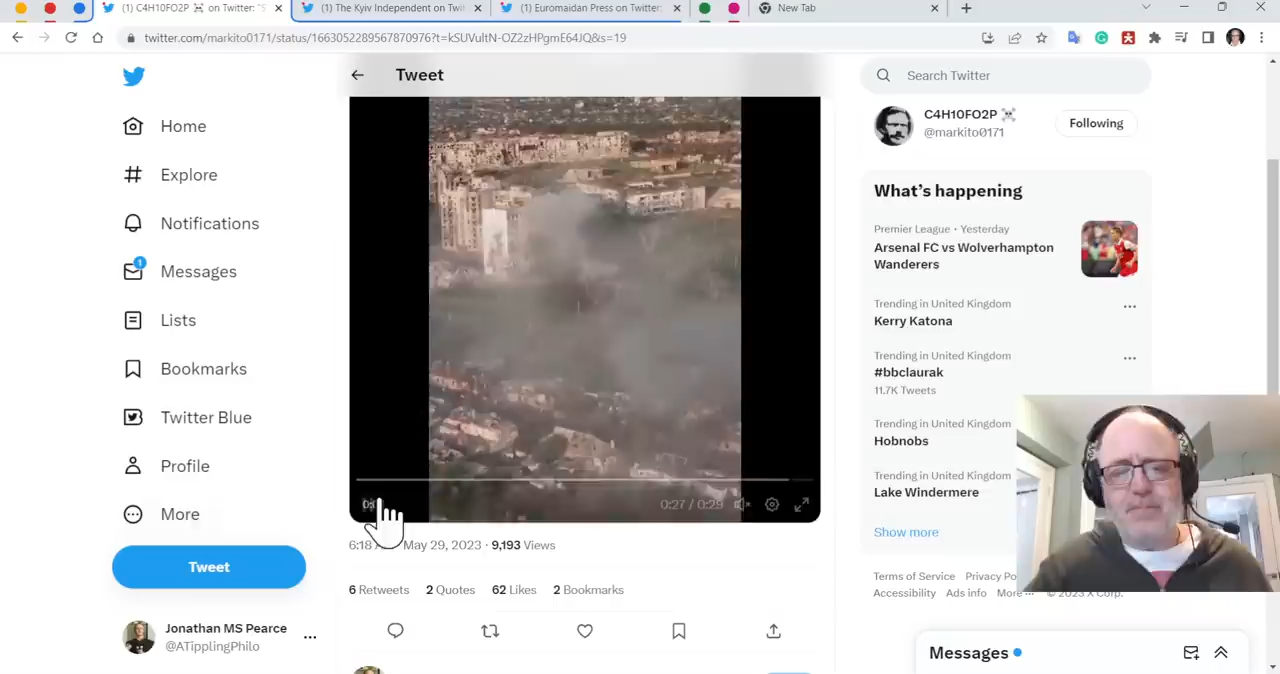 (1) C4H10FO2P ☠️ on Twitter: "S
(1) The Kyiv Independent on Twit
(1) Euromaidan Press on Twitter:
New Tab
twitter.com/markito0171/status/1663052289567870976?t=kSUVultN-OZ2zHPgmE64JQ&s=19
Tweet
Search Twitter
Home
Explore
Notifications
1
Messages
Lists
Bookmarks
Twitter Blue
Profile
More
Tweet
Jonathan MS Pearce
@ATipplingPhilo
0:27 / 0:29
May 29, 2023 · 9,193 Views
6 Retweets 2 Quotes 62 Likes 2 Bookmarks
C4H10FO2P ☠️
@markito0171
Following
What's happening
Premier League · Yesterday
Arsenal FC vs Wolverhampton
Wanderers
Trending in United Kingdom
Kerry Katona
Trending in United Kingdom
#bbclaurak
11.7K Tweets
Trending in United Kingdom
Hobnobs
Trending in United Kingdom
Lake Windermere
Show more
Terms of Service
Accessibility Ads info More ··· © 2023 X Corp.
Messages